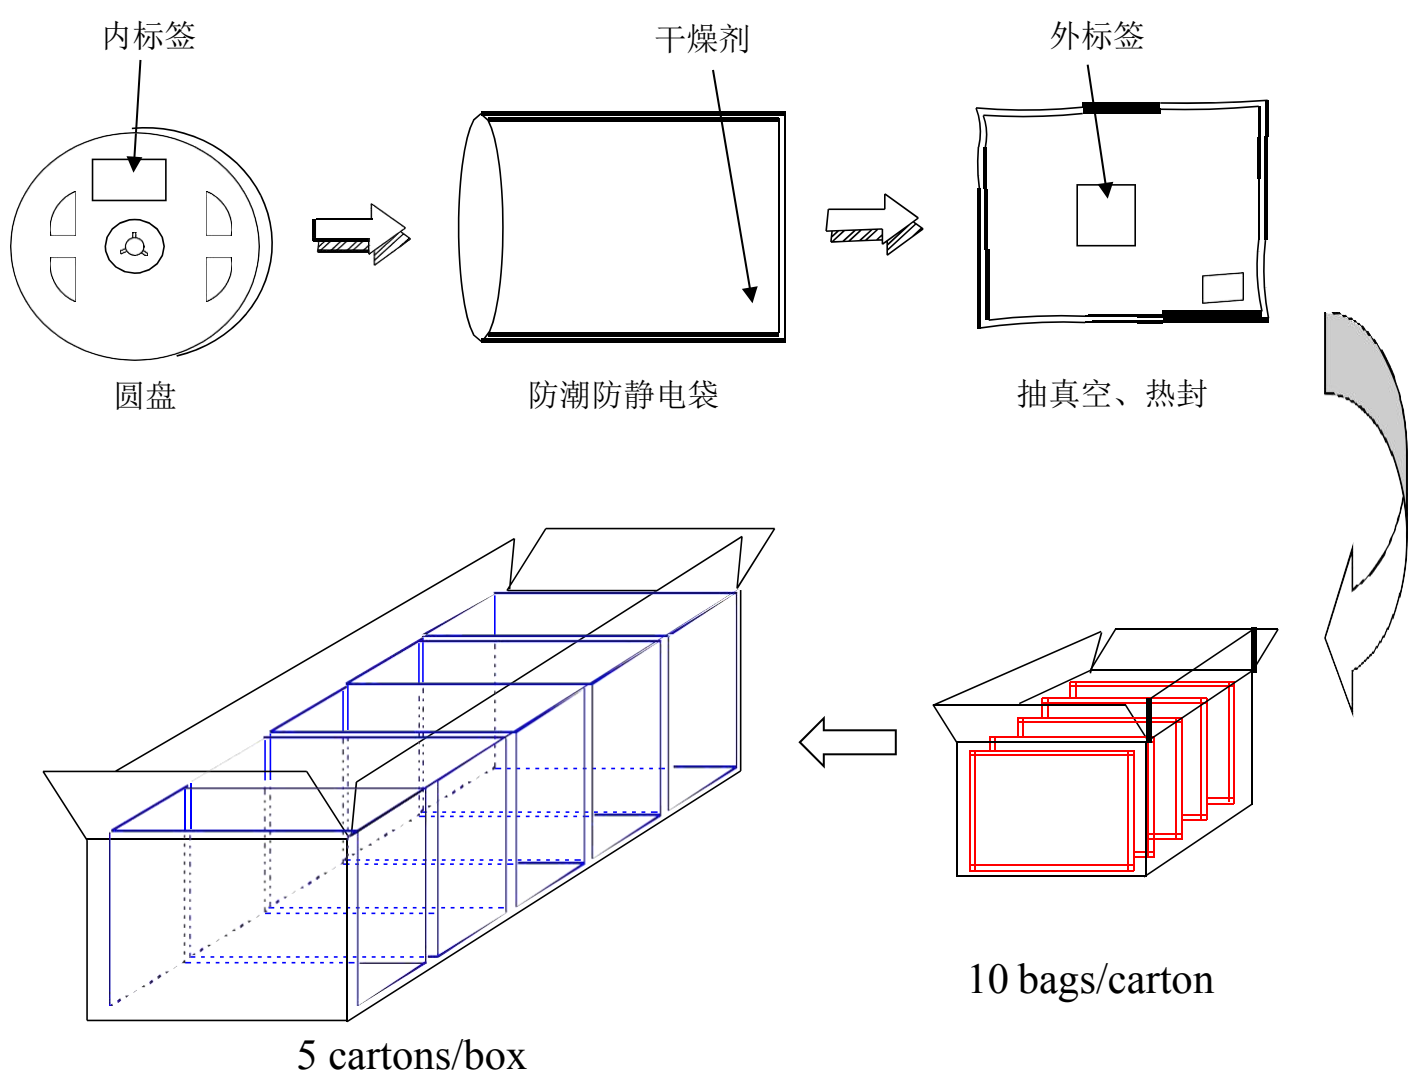 内标签
干燥剂
外标签
圆盘
防潮防静电袋
抽真空、热封
10 bags/carton
5 cartons/box